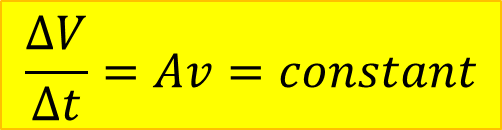 ΔV/Δt = Av = constant